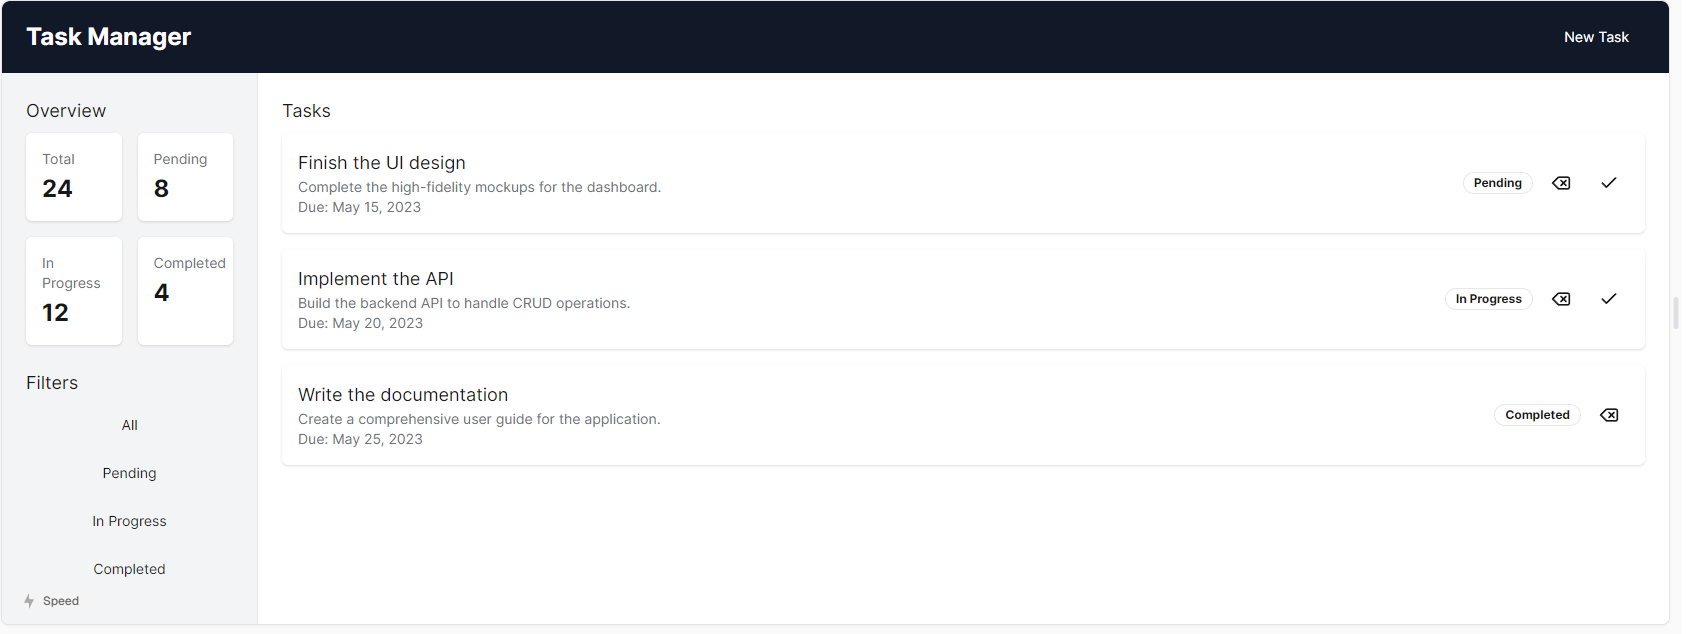 Task Manager
New Task
Overview
Total
24
Pending
8
In
Progress
12
Completed
4
Filters
All
Pending
In Progress
Completed
Speed
Tasks
Finish the UI design
Complete the high-fidelity mockups for the dashboard.
Due: May 15, 2023
Pending
Implement the API
Build the backend API to handle CRUD operations.
Due: May 20, 2023
In Progress
Write the documentation
Create a comprehensive user guide for the application.
Due: May 25, 2023
Completed